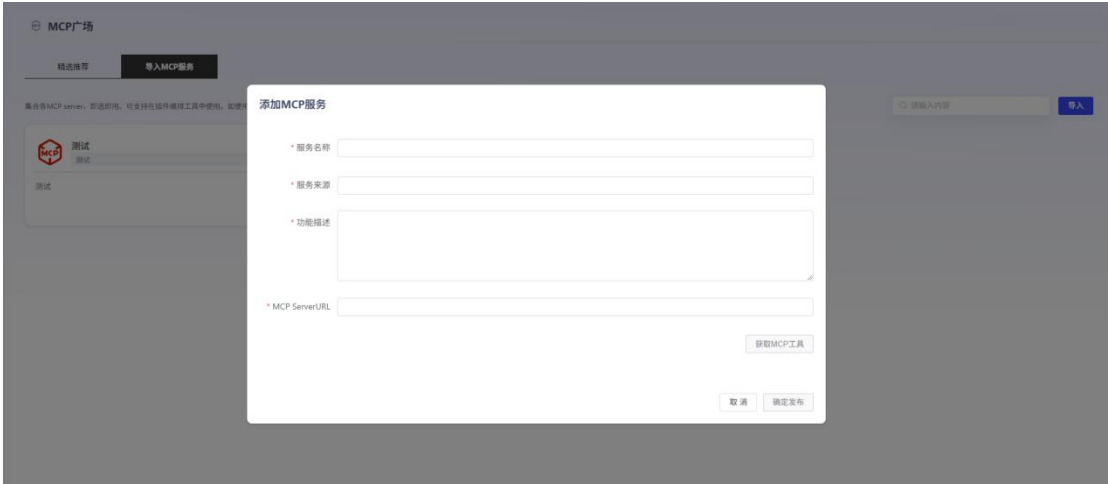 MCP广场
精选推荐 导入MCP服务
集合各MCP server，即选即用。可支持在插件编排工具中使用。如使用
请输入内容 导入
MCP
测试
测试
测试
添加MCP服务
* 服务名称
* 服务来源
* 功能描述
* MCP ServerURL
获取MCP工具
取 消 确定发布